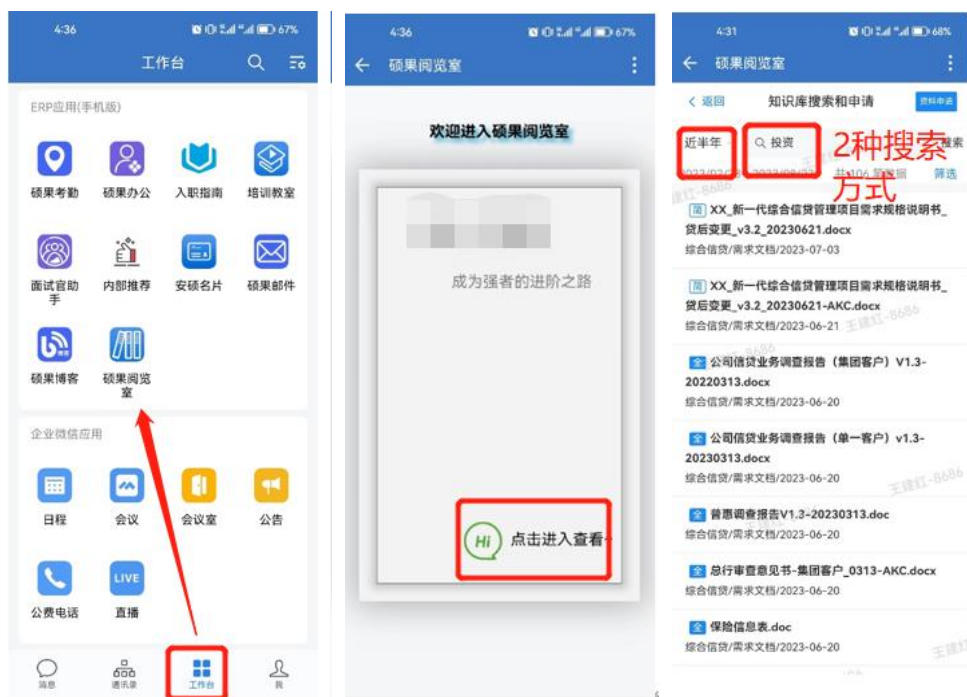 4:36
67%
工作台
ERP应用(手机版)
硕果考勤
硕果办公
入职指南
培训教室
面试官助手
内部推荐
安硕名片
硕果邮件
硕果博客
硕果阅览室
企业微信应用
日程
会议
会议室
公告
LIVE
公费电话
直播
消息
通讯录
工作台
我
4:36
67%
硕果阅览室
欢迎进入硕果阅览室
成为强者的进阶之路
Hi
点击进入查看
4:31
68%
硕果阅览室
返回
知识库搜索和申请
资料申请
近半年
投资
搜索
2种搜索
方式
筛选
简 XX_新一代综合信贷管理项目需求规格说明书_
贷后变更_v3.2_20230621.docx
综合信贷/需求文档/2023-07-03
简 XX_新一代综合信贷管理项目需求规格说明书_
贷后变更_v3.2_20230621-AKC.docx
综合信贷/需求文档/2023-06-21
王建红-8686
全 公司信贷业务调查报告（集团客户）V1.3-
20220313.docx
综合信贷/需求文档/2023-06-20
全 公司信贷业务调查报告（单一客户）v1.3-
20230313.docx
综合信贷/需求文档/2023-06-20
王建红-8686
全 普惠调查报告V1.3-20230313.doc
综合信贷/需求文档/2023-06-20
全 总行审查意见书-集团客户_0313-AKC.docx
综合信贷/需求文档/2023-06-20
全 保险信息表.doc
综合信贷/需求文档/2023-06-20